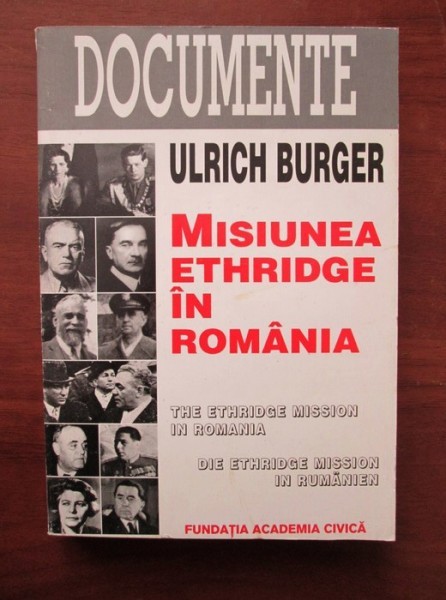 DOCUMENTE
ULRICH BURGER
MISIUNEA
ETHRIDGE
ÎN
ROMÂNIA
THE ETHRIDGE MISSION
IN ROMANIA
DIE ETHRIDGE MISSION
IN RUMÄNIEN
FUNDAȚIA ACADEMIA CIVICĂ